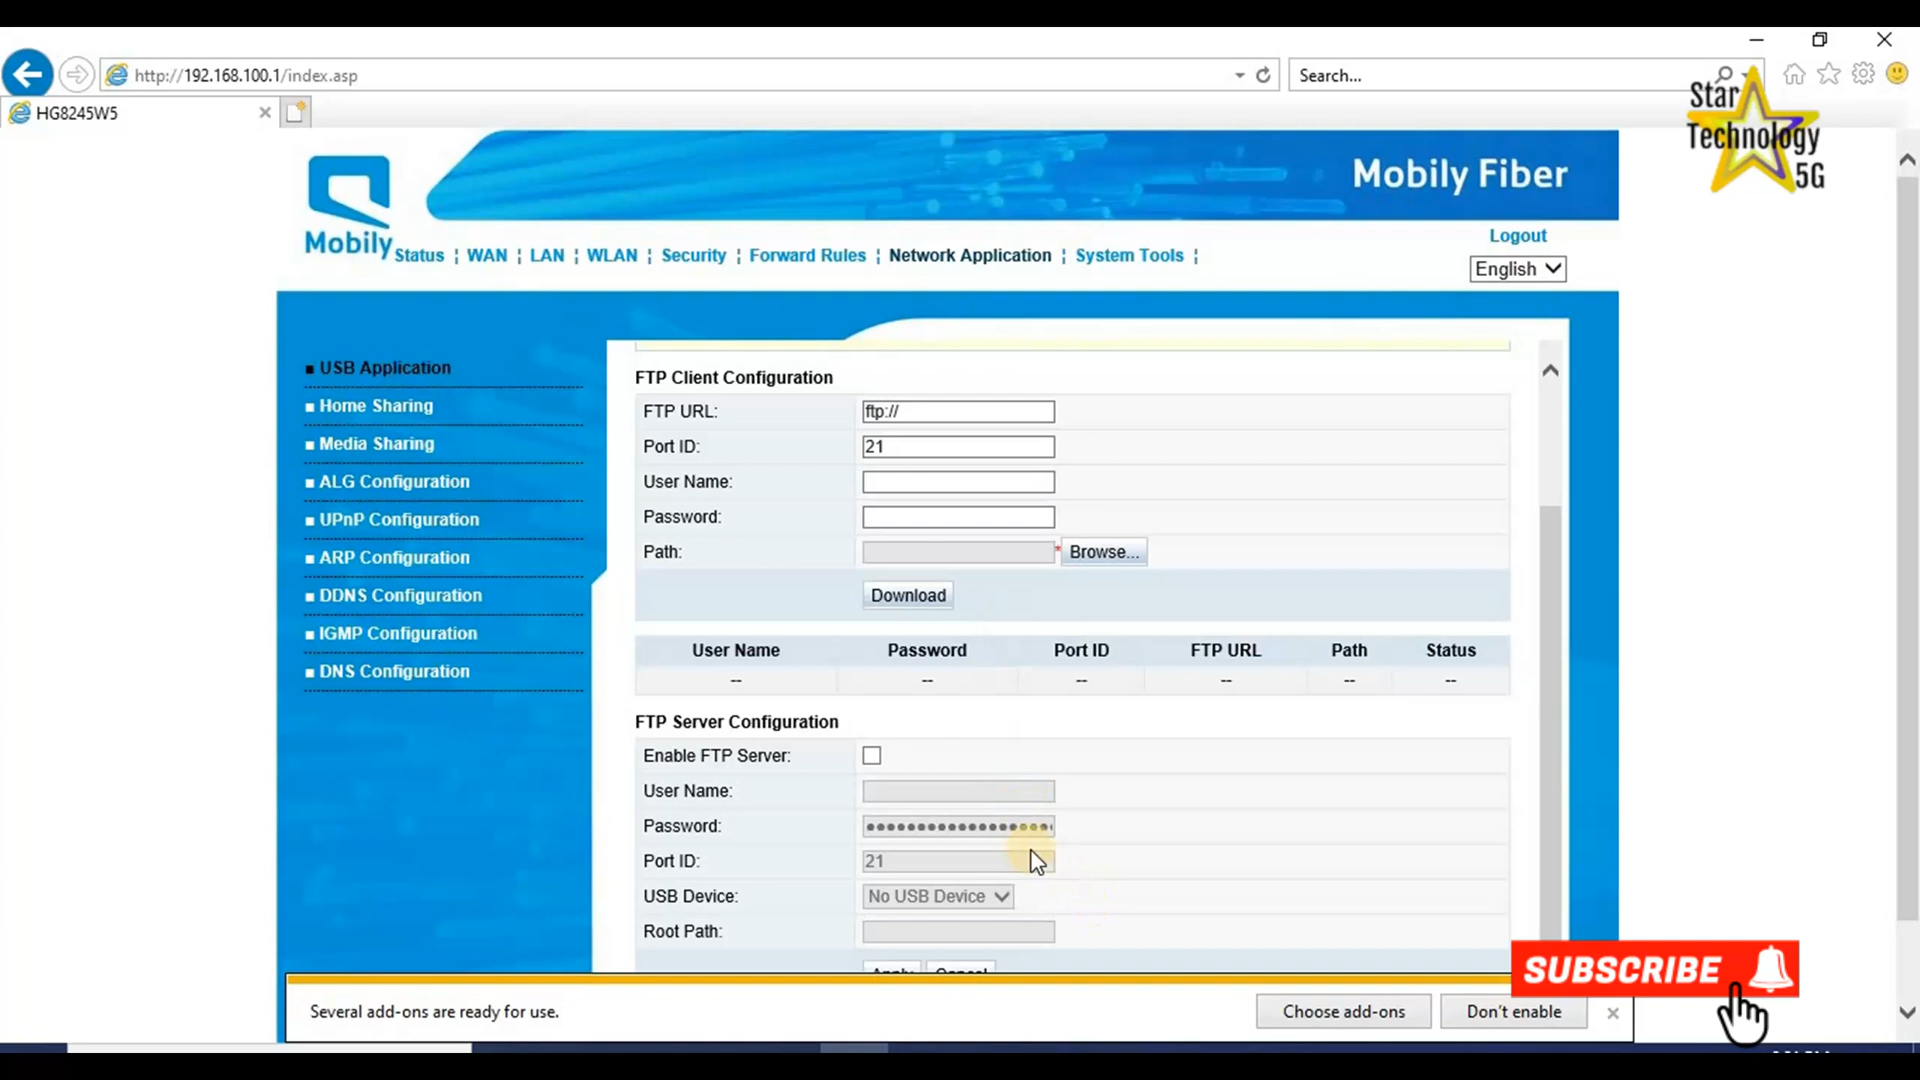 http://192.168.100.1/index.asp
Search...
HG8245W5
Star
Technology
5G
Mobily Fiber
Mobily
Status ¦ WAN ¦ LAN ¦ WLAN ¦ Security ¦ Forward Rules ¦ Network Application ¦ System Tools ¦
Logout
English
USB Application
Home Sharing
Media Sharing
ALG Configuration
UPnP Configuration
ARP Configuration
DDNS Configuration
IGMP Configuration
DNS Configuration
FTP Client Configuration
FTP URL: ftp://
Port ID: 21
User Name:
Password:
Path: * Browse...
Download
User Name Password Port ID FTP URL Path Status
-- -- -- -- -- --
FTP Server Configuration
Enable FTP Server:
User Name:
Password: ••••••••••••••••••
Port ID: 21
USB Device: No USB Device
Root Path:
Apply Cancel
SUBSCRIBE
Several add-ons are ready for use.
Choose add-ons Don't enable